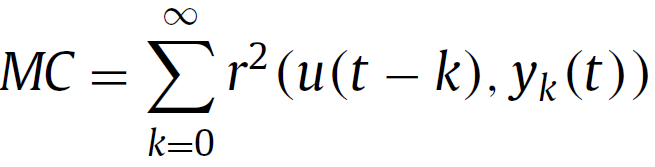 MC = ∑_{k=0}^{∞} r²(u(t − k), y_k(t))